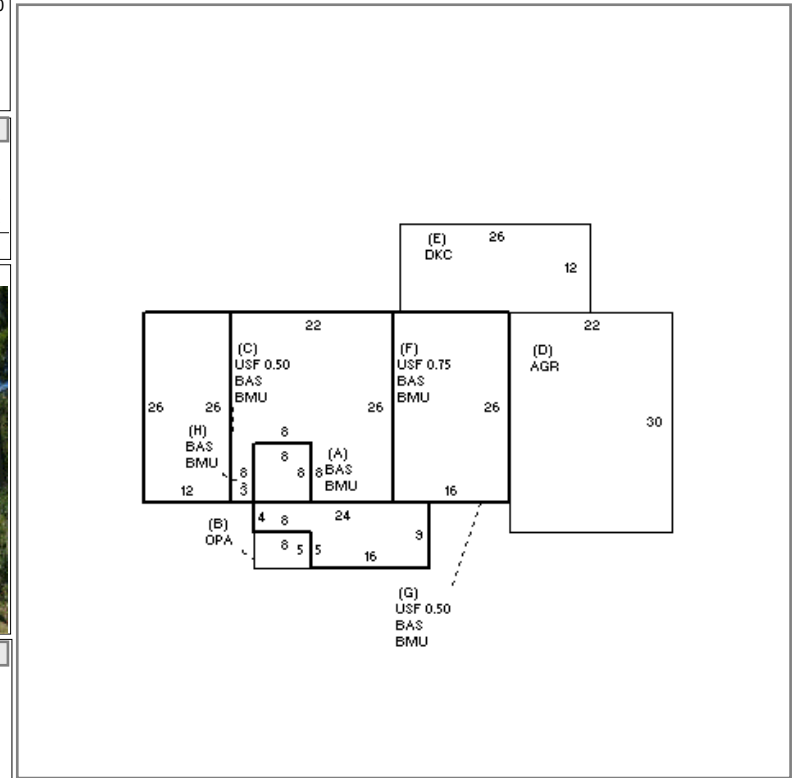 0
(E)
DKC
26
12
22
(C)
USF 0.50
BAS
BMU
(F)
USF 0.75
BAS
BMU
22
(D)
AGR
26
26
26
26
30
(H)
BAS
BMU
8
8
8
3
8
8
(A)
BAS
BMU
12
16
(B)
OPA
4
8
24
9
8
5
5
16
(G)
USF 0.50
BAS
BMU